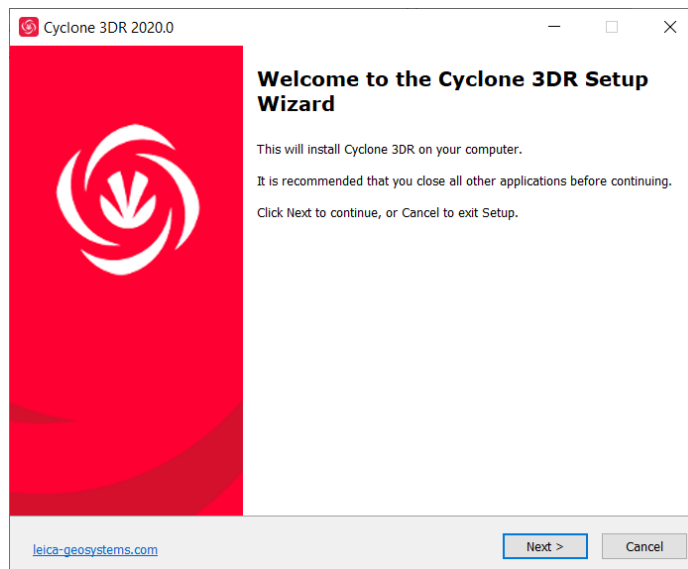 Cyclone 3DR 2020.0
Welcome to the Cyclone 3DR Setup
Wizard
This will install Cyclone 3DR on your computer.
It is recommended that you close all other applications before continuing.
Click Next to continue, or Cancel to exit Setup.
leica-geosystems.com
Next >
Cancel